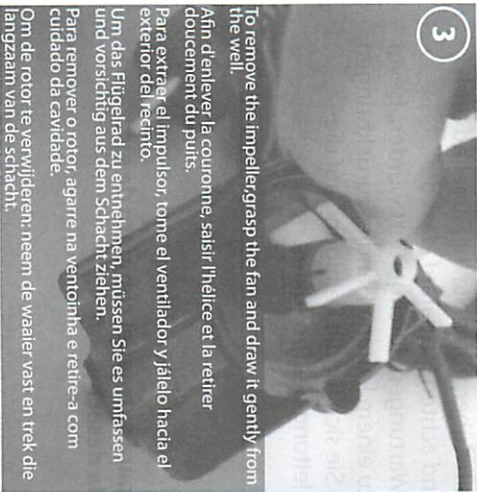 3
To remove the impeller,grasp the fan and draw it gently from
the well.
Afin d'enlever la couronne, saisir l'hélice et la retirer
doucement du puits.
Para extraer el impulsor, tome el ventilador y jálelo hacia el
exterior del recinto.
Um das Flügelrad zu entnehmen, müssen Sie es umfassen
und vorsichtig aus dem Schacht ziehen.
Para remover o rotor, agarre na ventoinha e retire-a com
cuidado da cavidade.
Om de rotor te verwijderen: neem de waaier vast en trek die
langzaam van de schacht.